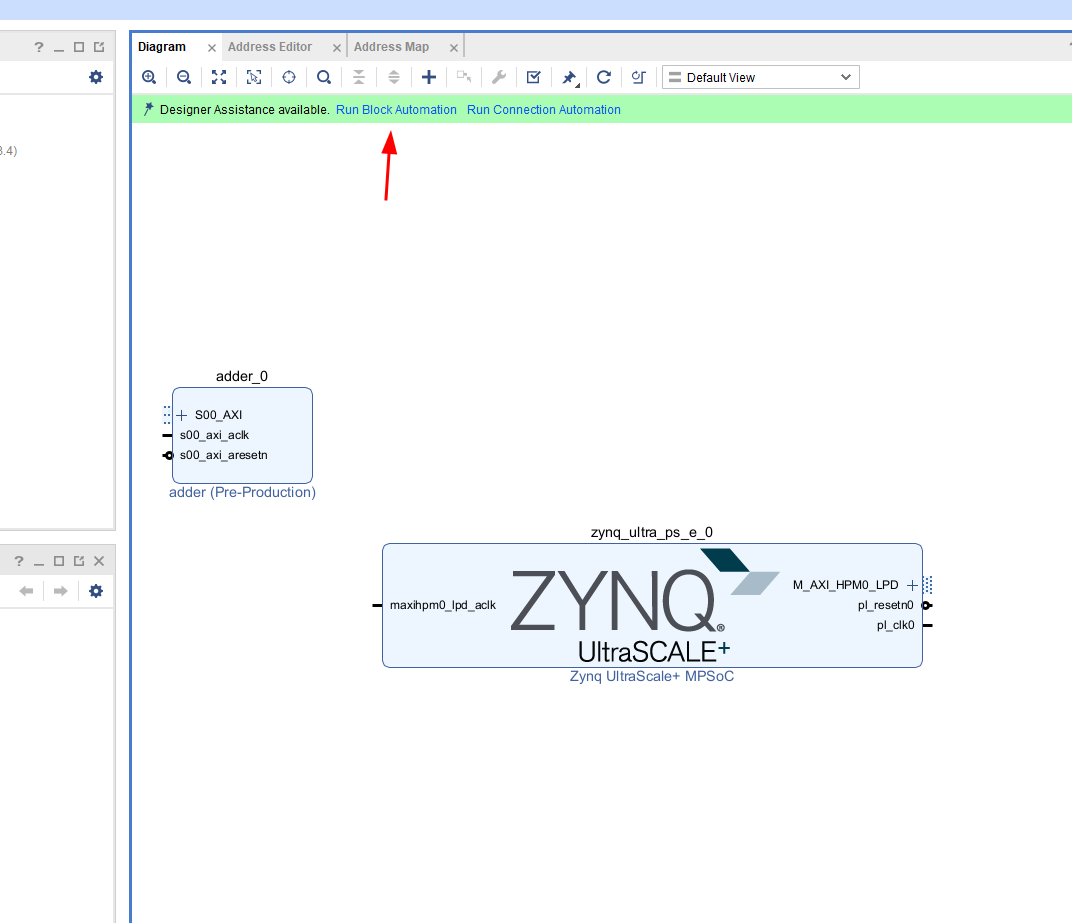 Diagram
Address Editor
Address Map
Default View
Designer Assistance available. Run Block Automation Run Connection Automation
3.4)
adder_0
S00_AXI
s00_axi_aclk
s00_axi_aresetn
adder (Pre-Production)
zynq_ultra_ps_e_0
maxihpm0_lpd_aclk
ZYNQ®
UltraSCALE+
M_AXI_HPM0_LPD
pl_resetn0
pl_clk0
Zynq UltraScale+ MPSoC